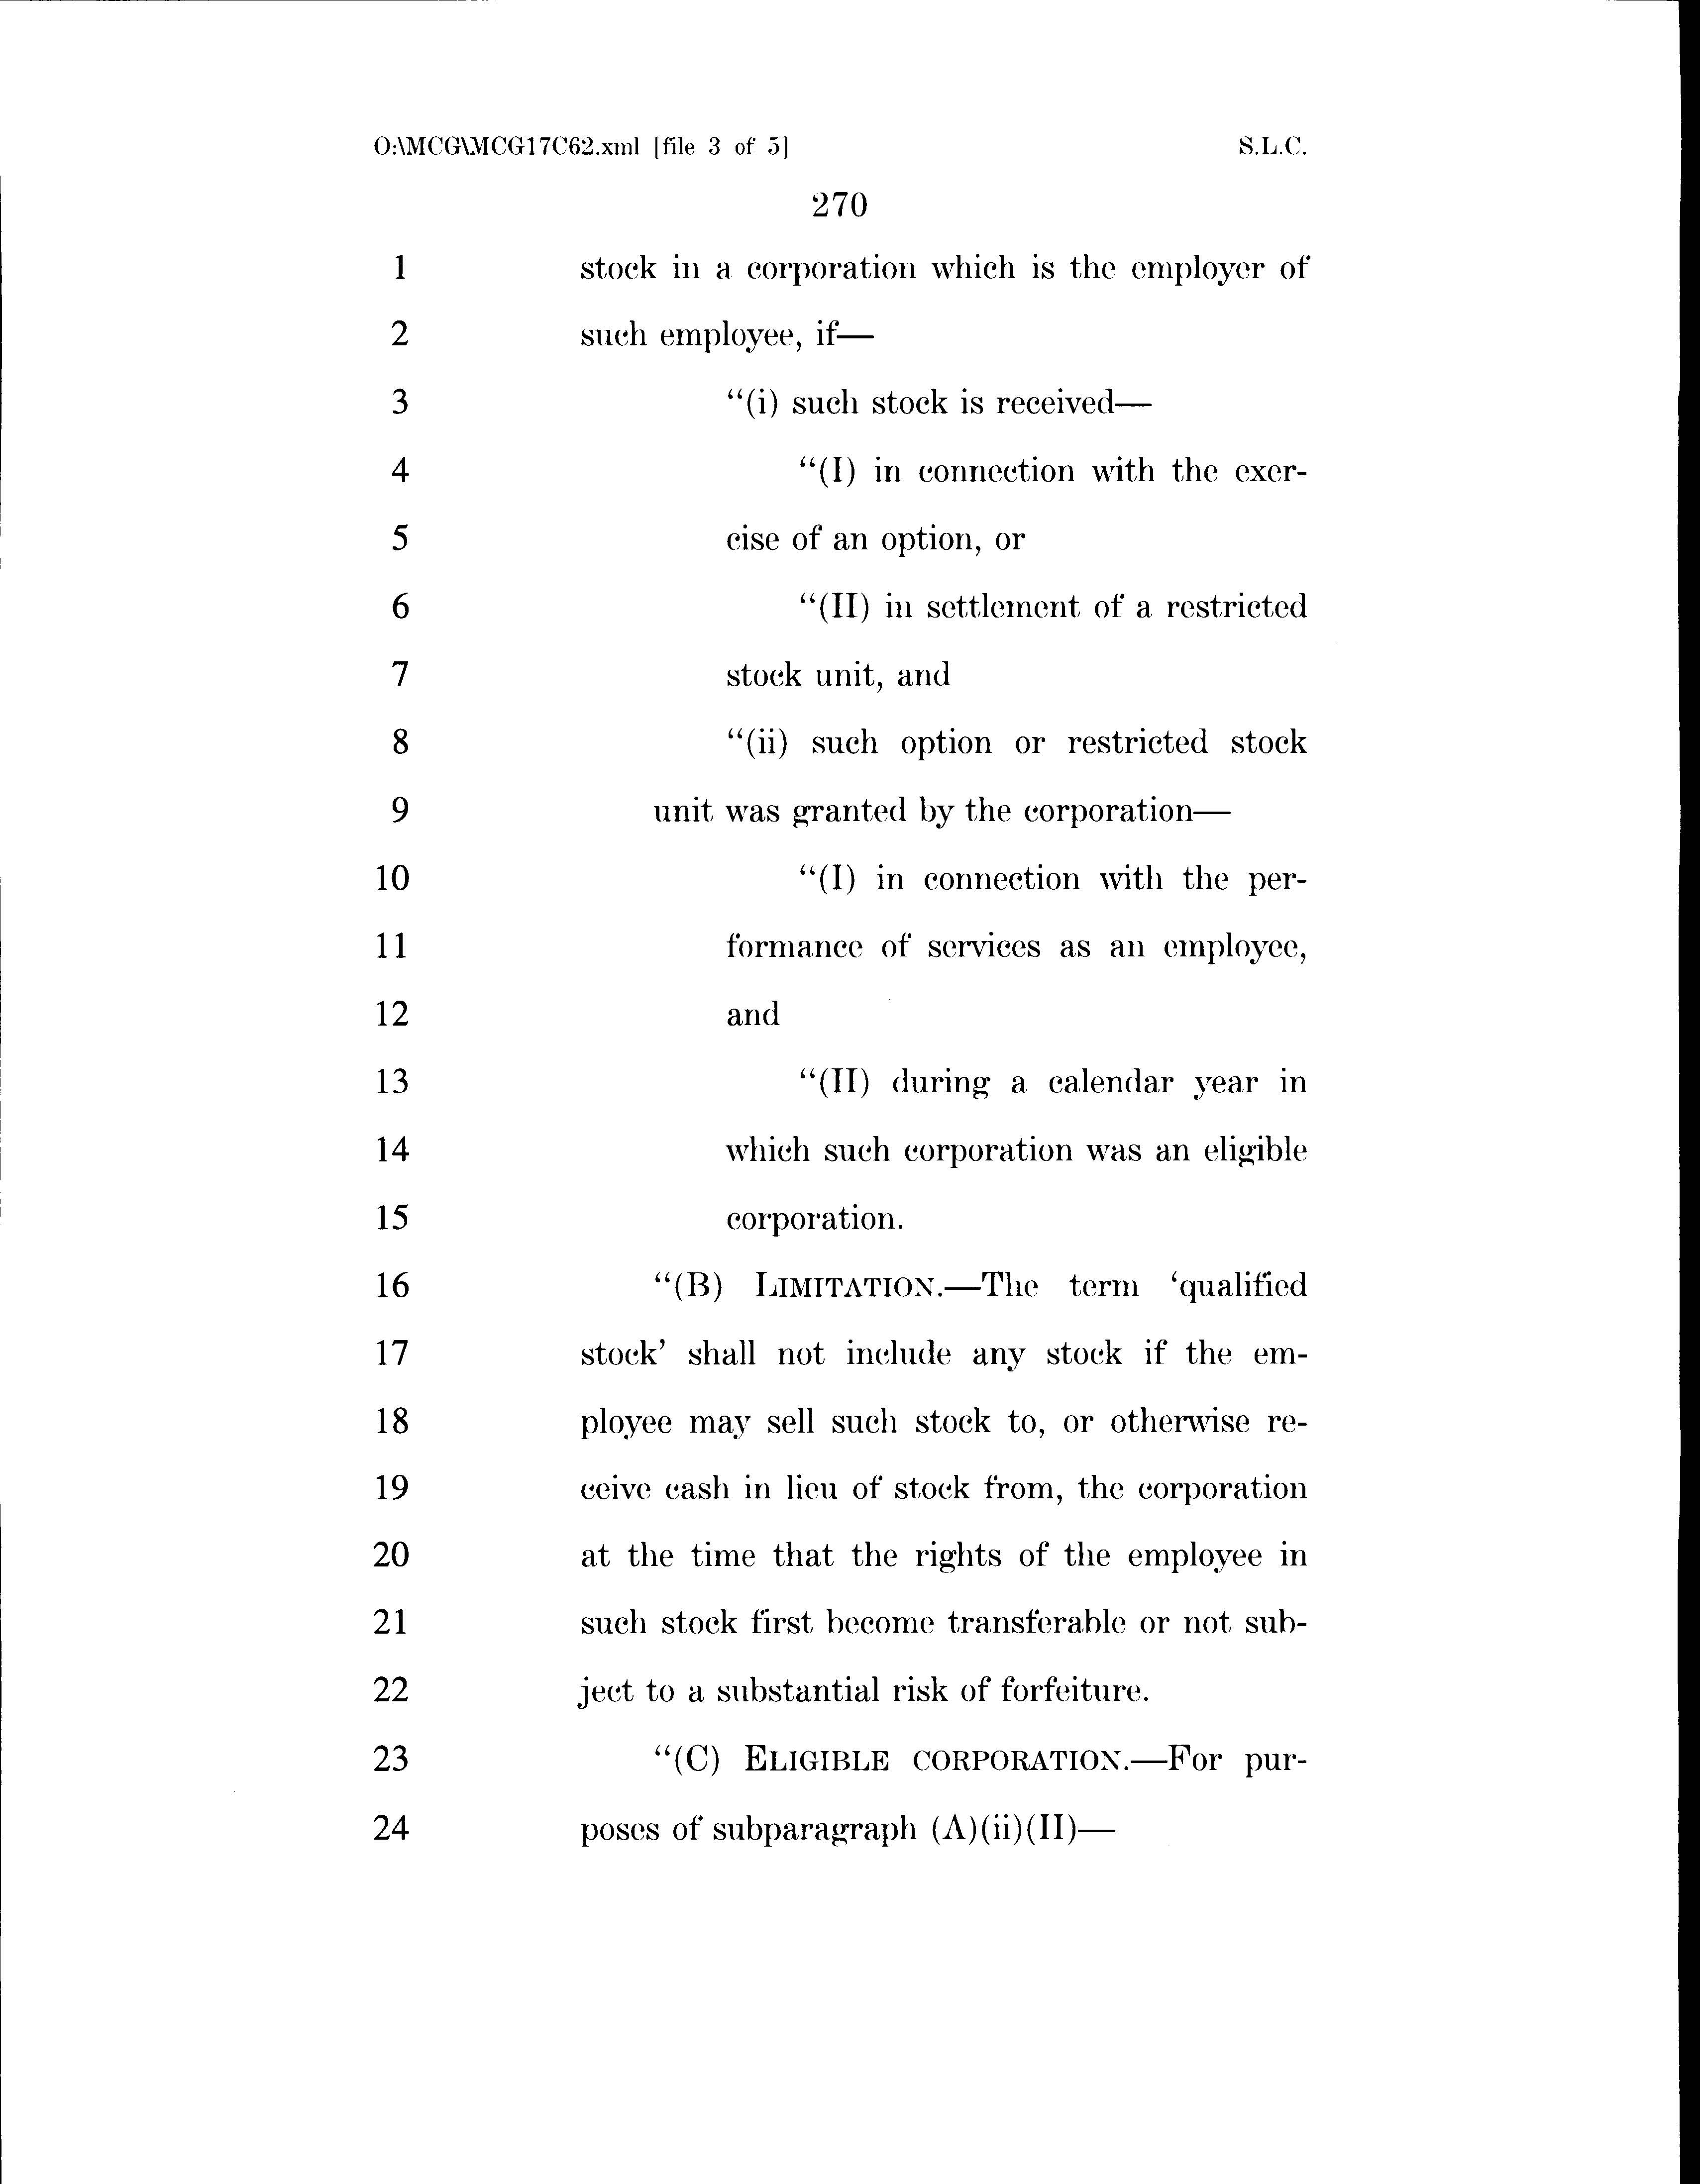 O:\MCG\MCG17C62.xml [file 3 of 5] S.L.C.
270
1 stock in a corporation which is the employer of
2 such employee, if—
3 “(i) such stock is received—
4 “(I) in connection with the exer-
5 cise of an option, or
6 “(II) in settlement of a restricted
7 stock unit, and
8 “(ii) such option or restricted stock
9 unit was granted by the corporation—
10 “(I) in connection with the per-
11 formance of services as an employee,
12 and
13 “(II) during a calendar year in
14 which such corporation was an eligible
15 corporation.
16 “(B) LIMITATION.—The term ‘qualified
17 stock’ shall not include any stock if the em-
18 ployee may sell such stock to, or otherwise re-
19 ceive cash in lieu of stock from, the corporation
20 at the time that the rights of the employee in
21 such stock first become transferable or not sub-
22 ject to a substantial risk of forfeiture.
23 “(C) ELIGIBLE CORPORATION.—For pur-
24 poses of subparagraph (A)(ii)(II)—